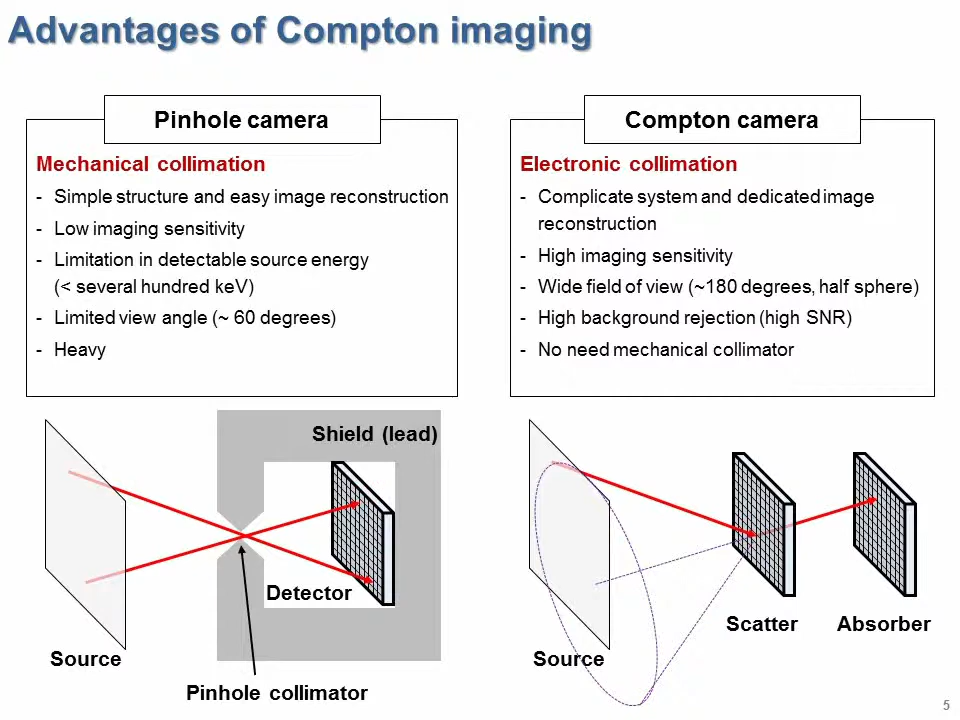 Advantages of Compton imaging
Pinhole camera
Mechanical collimation
- Simple structure and easy image reconstruction
- Low imaging sensitivity
- Limitation in detectable source energy
(< several hundred keV)
- Limited view angle (~ 60 degrees)
- Heavy
Compton camera
Electronic collimation
- Complicate system and dedicated image
reconstruction
- High imaging sensitivity
- Wide field of view (~180 degrees, half sphere)
- High background rejection (high SNR)
- No need mechanical collimator
Shield (lead)
Detector
Source
Pinhole collimator
Scatter
Absorber
Source
5